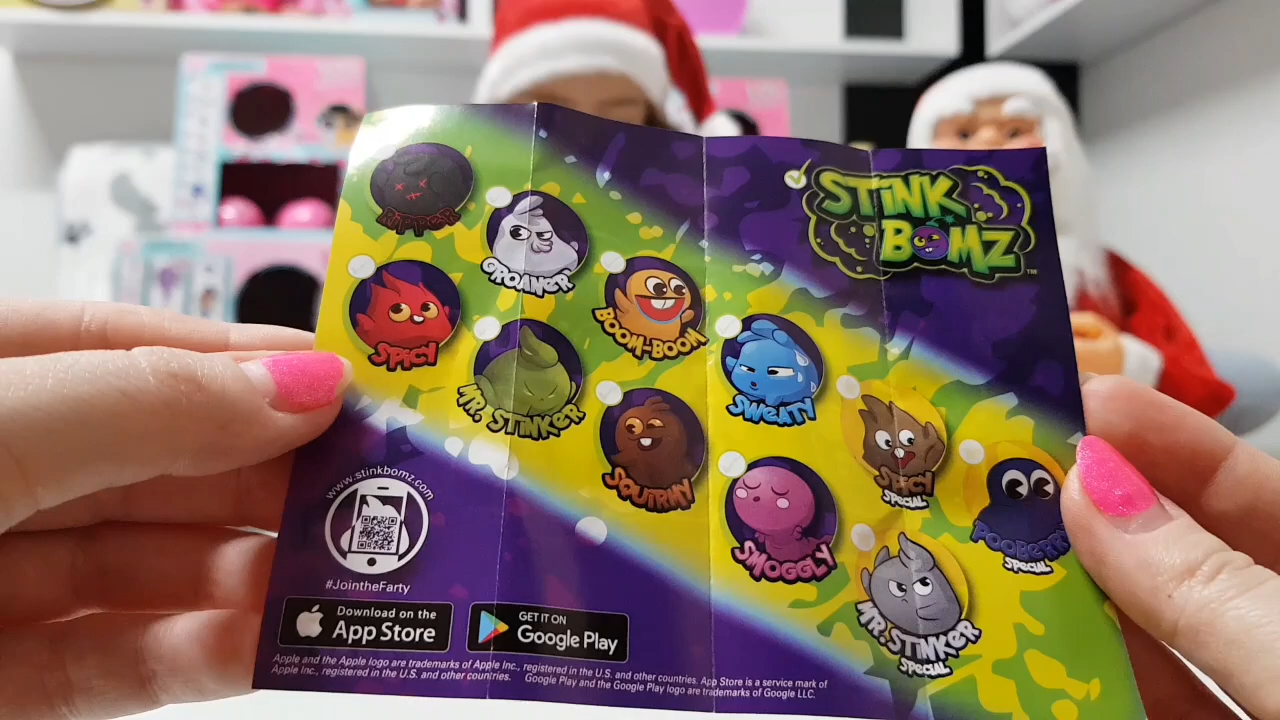 STINK
BOMZ
TM
RIPPER
GROANER
BOOM-BOOM
SPICY
SWEATY
MR. STINKER
SPICY
SPECIAL
SQUIRMY
POOBERRY
SPECIAL
SMOGGLY
MR. STINKER
SPECIAL
www.stinkbomz.com
#JointheFarty
Download on the
App Store
GET IT ON
Google Play
Apple and the Apple logo are trademarks of Apple Inc., registered in the U.S. and other countries. App Store is a service mark of
Apple Inc., registered in the U.S. and other countries. Google Play and the Google Play logo are trademarks of Google LLC.